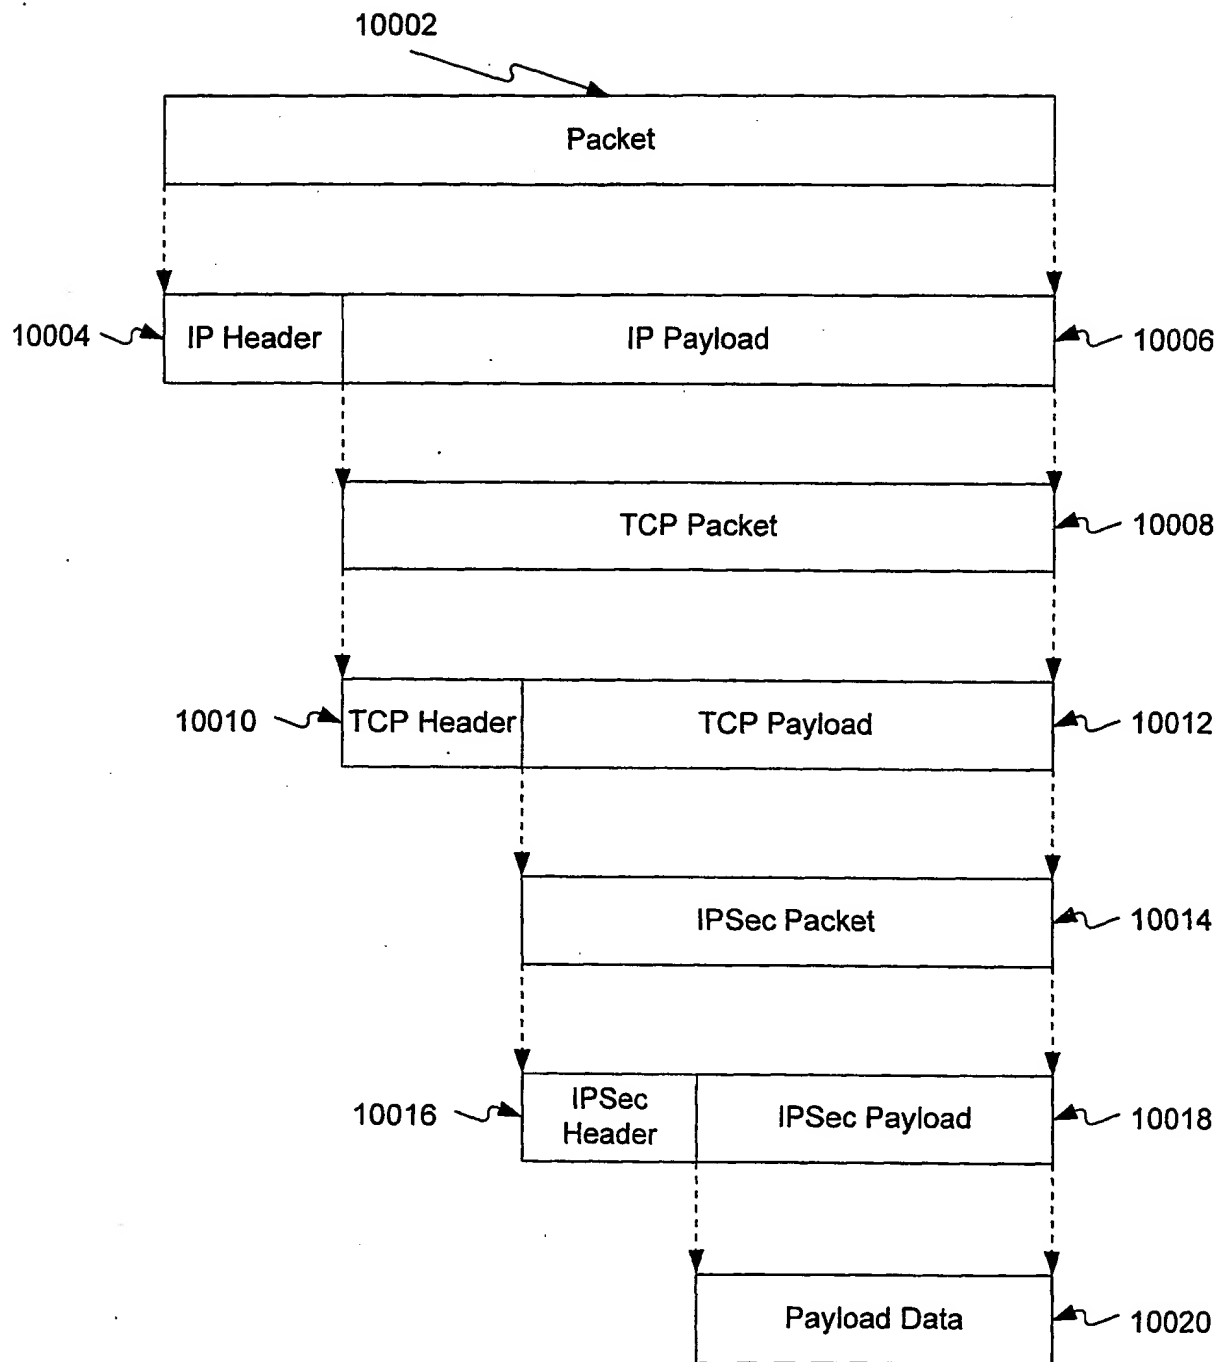 10002
Packet
10004 IP Header IP Payload 10006
TCP Packet 10008
10010 TCP Header TCP Payload 10012
IPSec Packet 10014
10016 IPSec Header IPSec Payload 10018
Payload Data 10020